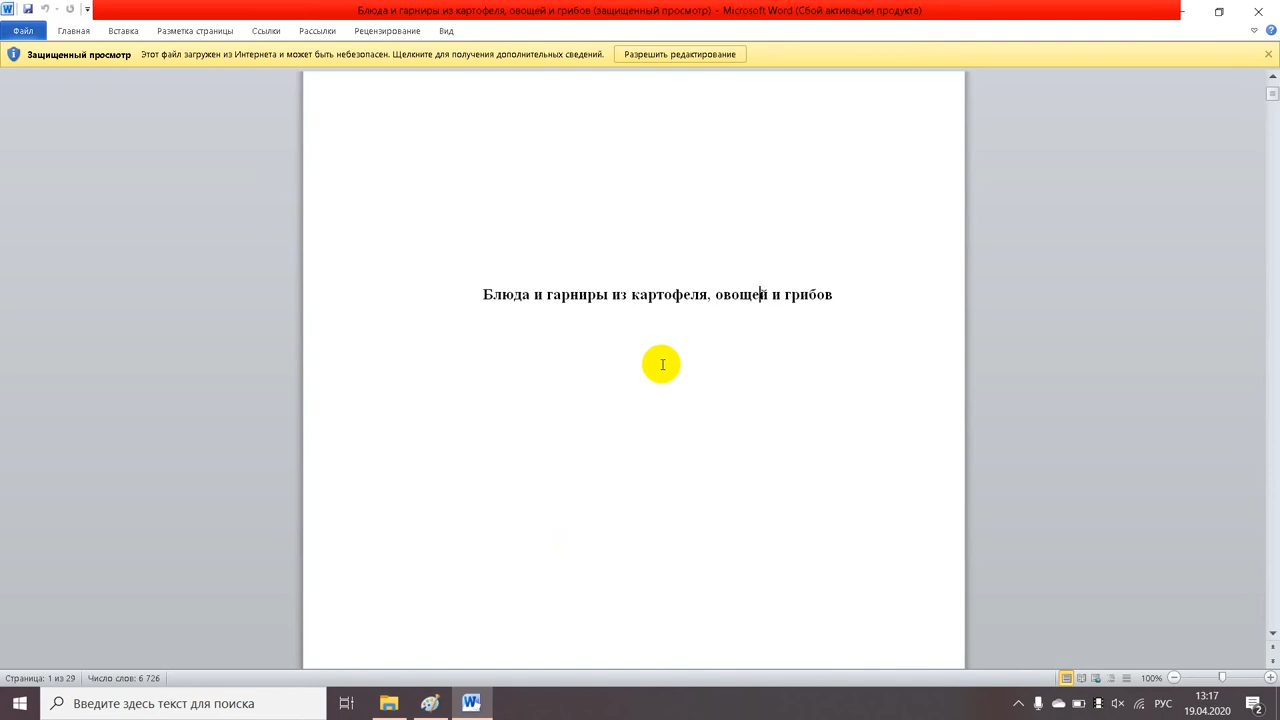 Блюда и гарниры из картофеля, овощей и грибов (защищенный просмотр) - Microsoft Word (Сбой активации продукта)
Файл Главная Вставка Разметка страницы Ссылки Рассылки Рецензирование Вид
Защищенный просмотр Этот файл загружен из Интернета и может быть небезопасен. Щелкните для получения дополнительных сведений. Разрешить редактирование
Блюда и гарниры из картофеля, овощей и грибов
Страница: 1 из 29 Число слов: 6 726 100%
Введите здесь текст для поиска
РУС
13:17
19.04.2020
2